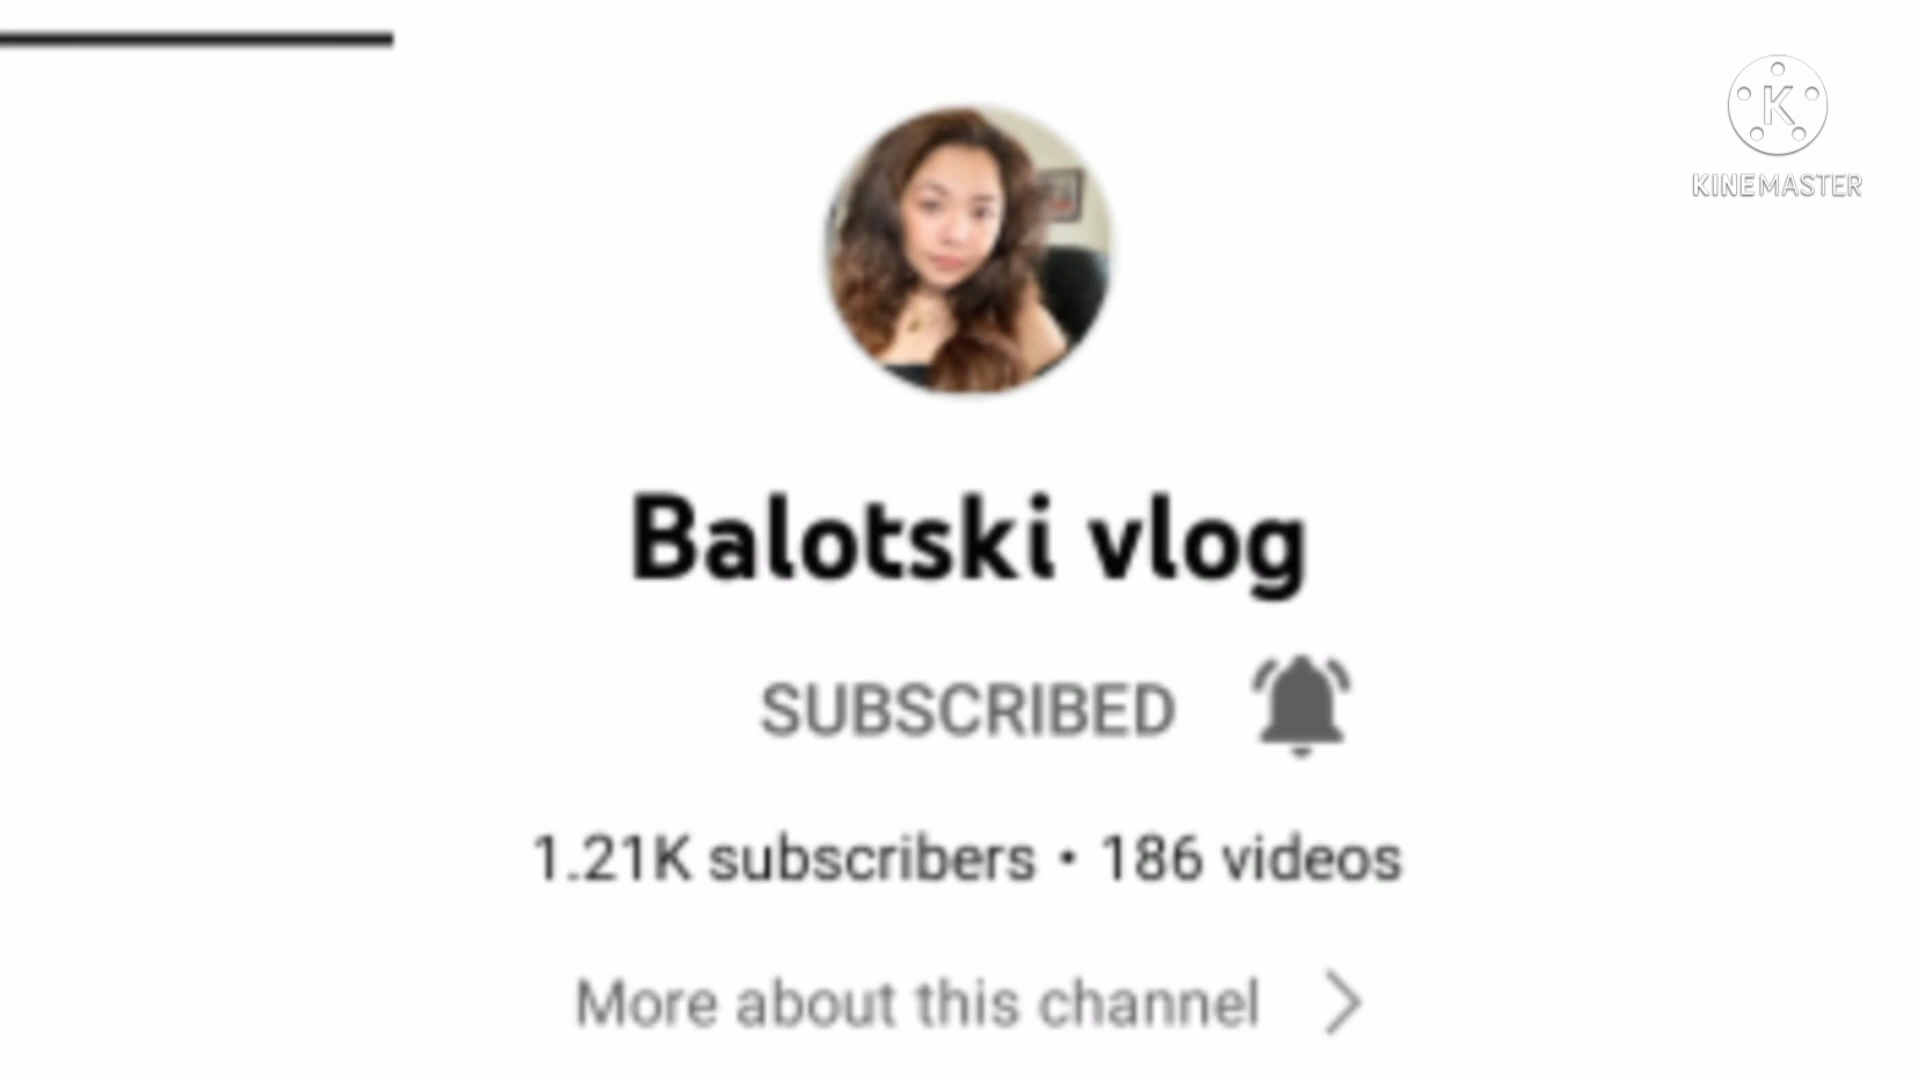 K
KINEMASTER
Balotski vlog
SUBSCRIBED
1.21K subscribers • 186 videos
More about this channel